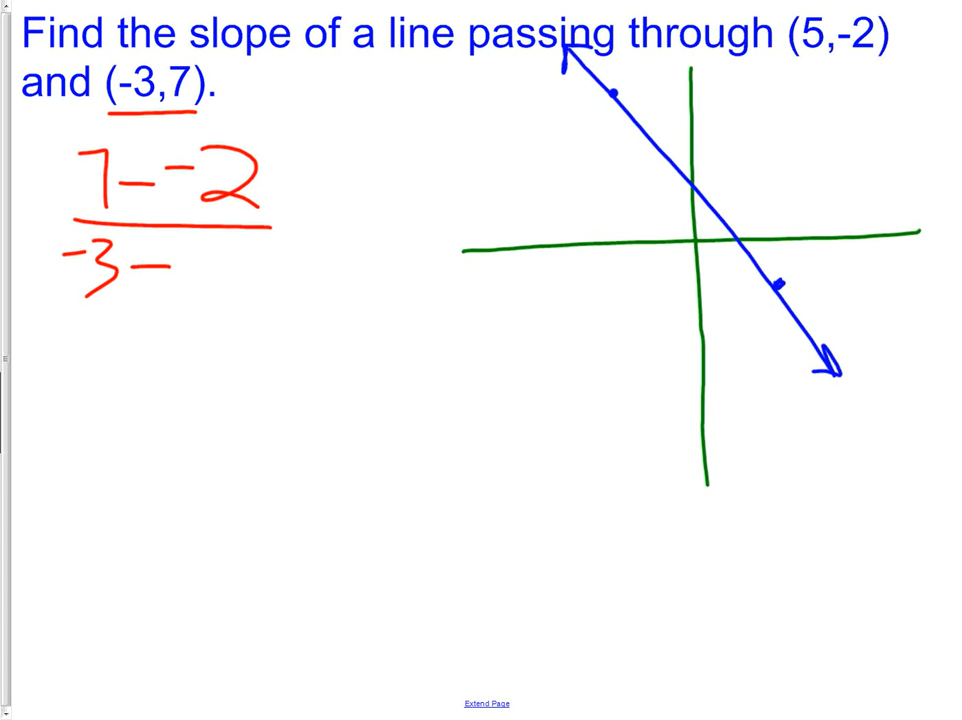 Find the slope of a line passing through (5,-2)
and (-3,7).
7 - -2
-3 -
Extend Page